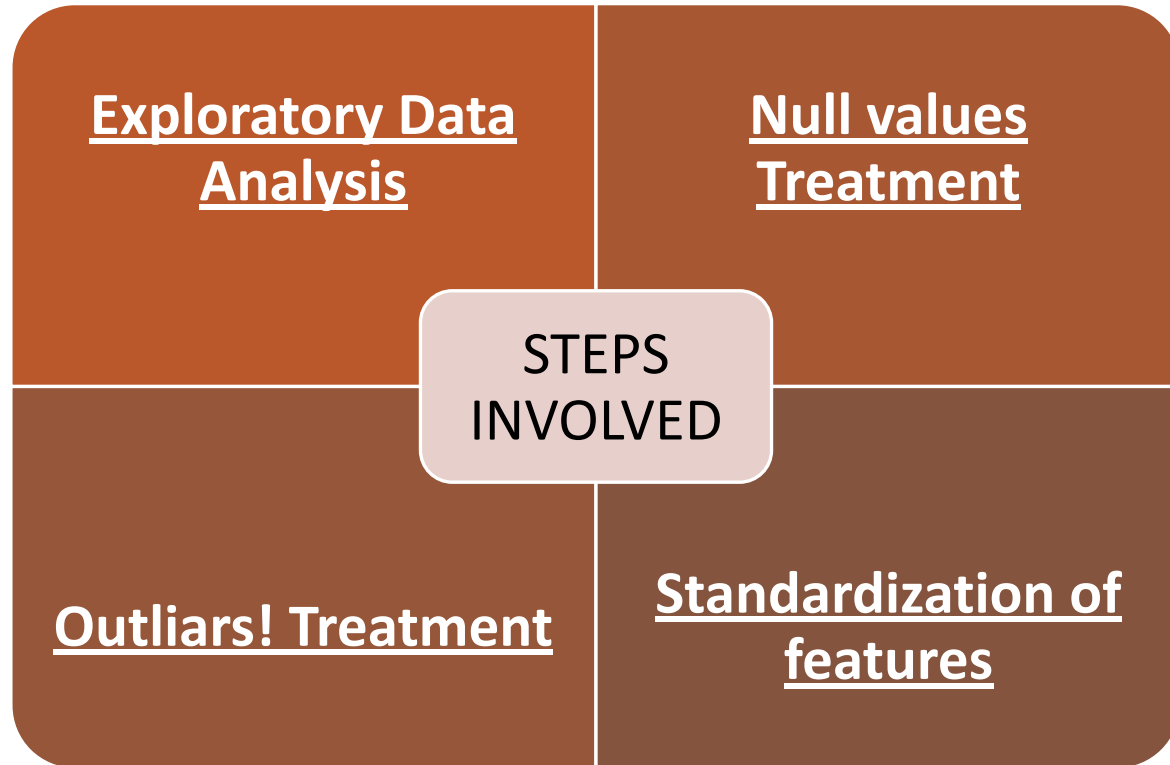 Exploratory Data
Analysis
Null values
Treatment
STEPS
INVOLVED
Outliars! Treatment
Standardization of
features